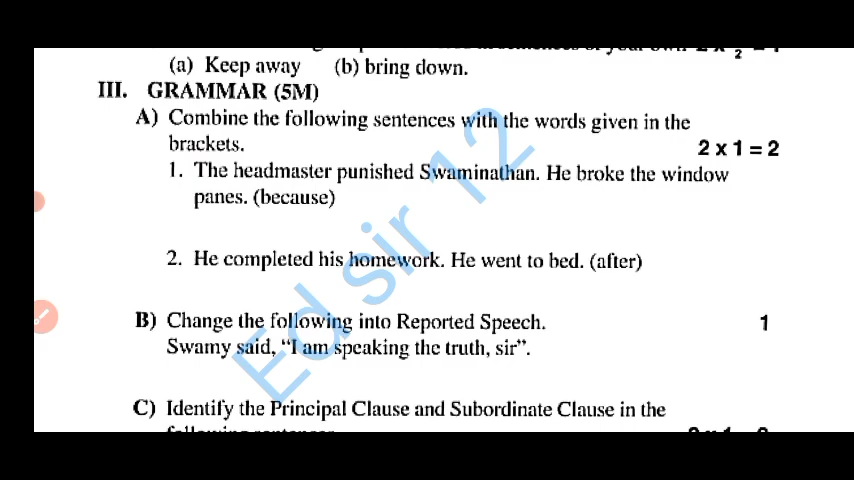 (a) Keep away (b) bring down.
III. GRAMMAR (5M)
A) Combine the following sentences with the words given in the
brackets. 2 x 1 = 2
1. The headmaster punished Swaminathan. He broke the window
panes. (because)
2. He completed his homework. He went to bed. (after)
B) Change the following into Reported Speech. 1
Swamy said, “I am speaking the truth, sir”.
C) Identify the Principal Clause and Subordinate Clause in the
Ed sir 12